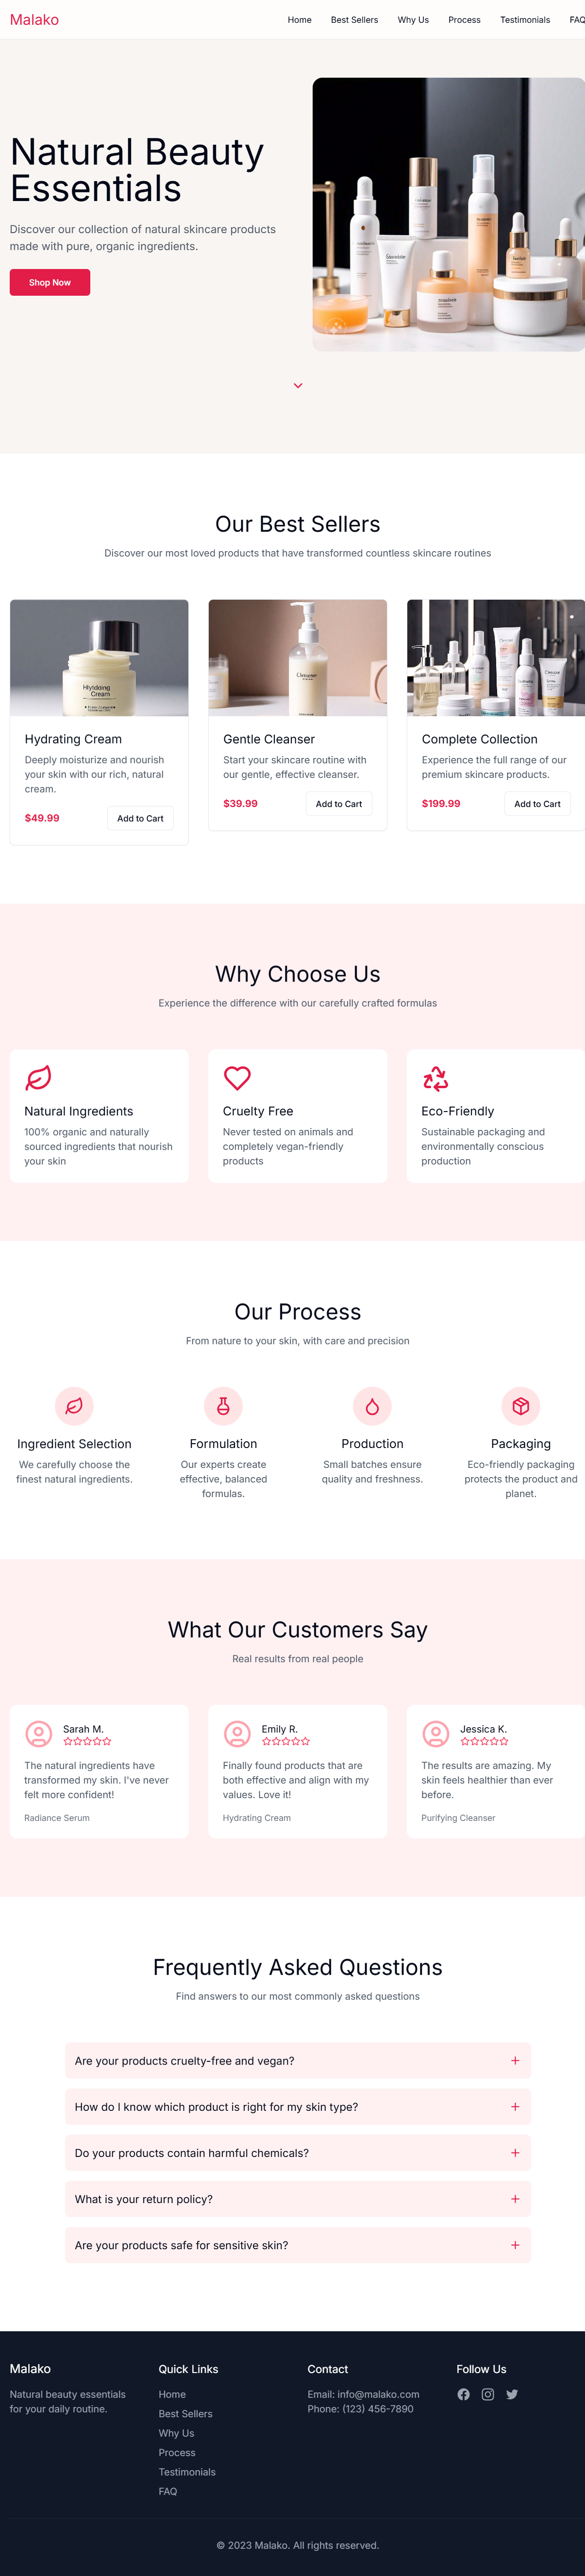 Malako
Home Best Sellers Why Us Process Testimonials FAQ
Natural Beauty
Essentials
Discover our collection of natural skincare products
made with pure, organic ingredients.
Shop Now
Our Best Sellers
Discover our most loved products that have transformed countless skincare routines
Hlytdoing
Cream
Cleanser
Hydrating Cream
Deeply moisturize and nourish
your skin with our rich, natural
cream.
$49.99 Add to Cart
Gentle Cleanser
Start your skincare routine with
our gentle, effective cleanser.
$39.99 Add to Cart
Complete Collection
Experience the full range of our
premium skincare products.
$199.99 Add to Cart
Why Choose Us
Experience the difference with our carefully crafted formulas
Natural Ingredients
100% organic and naturally
sourced ingredients that nourish
your skin
Cruelty Free
Never tested on animals and
completely vegan-friendly
products
Eco-Friendly
Sustainable packaging and
environmentally conscious
production
Our Process
From nature to your skin, with care and precision
Ingredient Selection
We carefully choose the
finest natural ingredients.
Formulation
Our experts create
effective, balanced
formulas.
Production
Small batches ensure
quality and freshness.
Packaging
Eco-friendly packaging
protects the product and
planet.
What Our Customers Say
Real results from real people
Sarah M.
The natural ingredients have
transformed my skin. I've never
felt more confident!
Radiance Serum
Emily R.
Finally found products that are
both effective and align with my
values. Love it!
Hydrating Cream
Jessica K.
The results are amazing. My
skin feels healthier than ever
before.
Purifying Cleanser
Frequently Asked Questions
Find answers to our most commonly asked questions
Are your products cruelty-free and vegan?
How do I know which product is right for my skin type?
Do your products contain harmful chemicals?
What is your return policy?
Are your products safe for sensitive skin?
Malako
Natural beauty essentials
for your daily routine.
Quick Links
Home
Best Sellers
Why Us
Process
Testimonials
FAQ
Contact
Email: info@malako.com
Phone: (123) 456-7890
Follow Us
© 2023 Malako. All rights reserved.